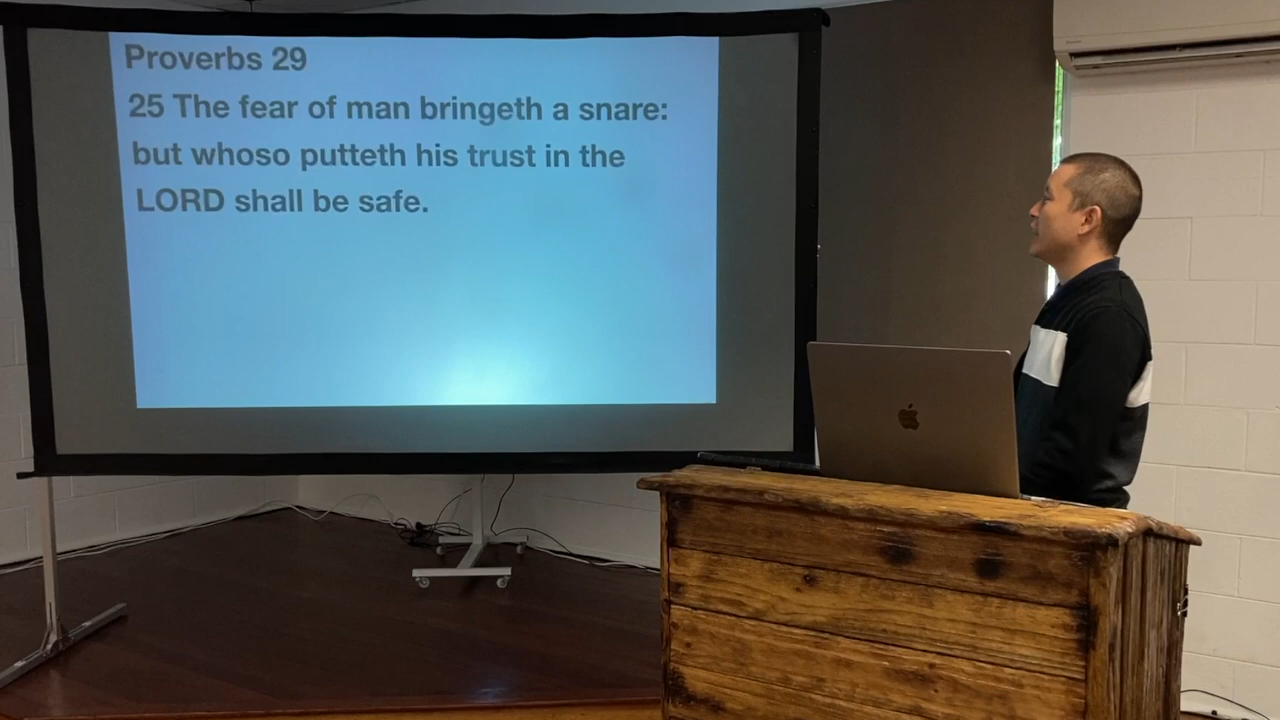 Proverbs 29
25 The fear of man bringeth a snare:
but whoso putteth his trust in the
LORD shall be safe.